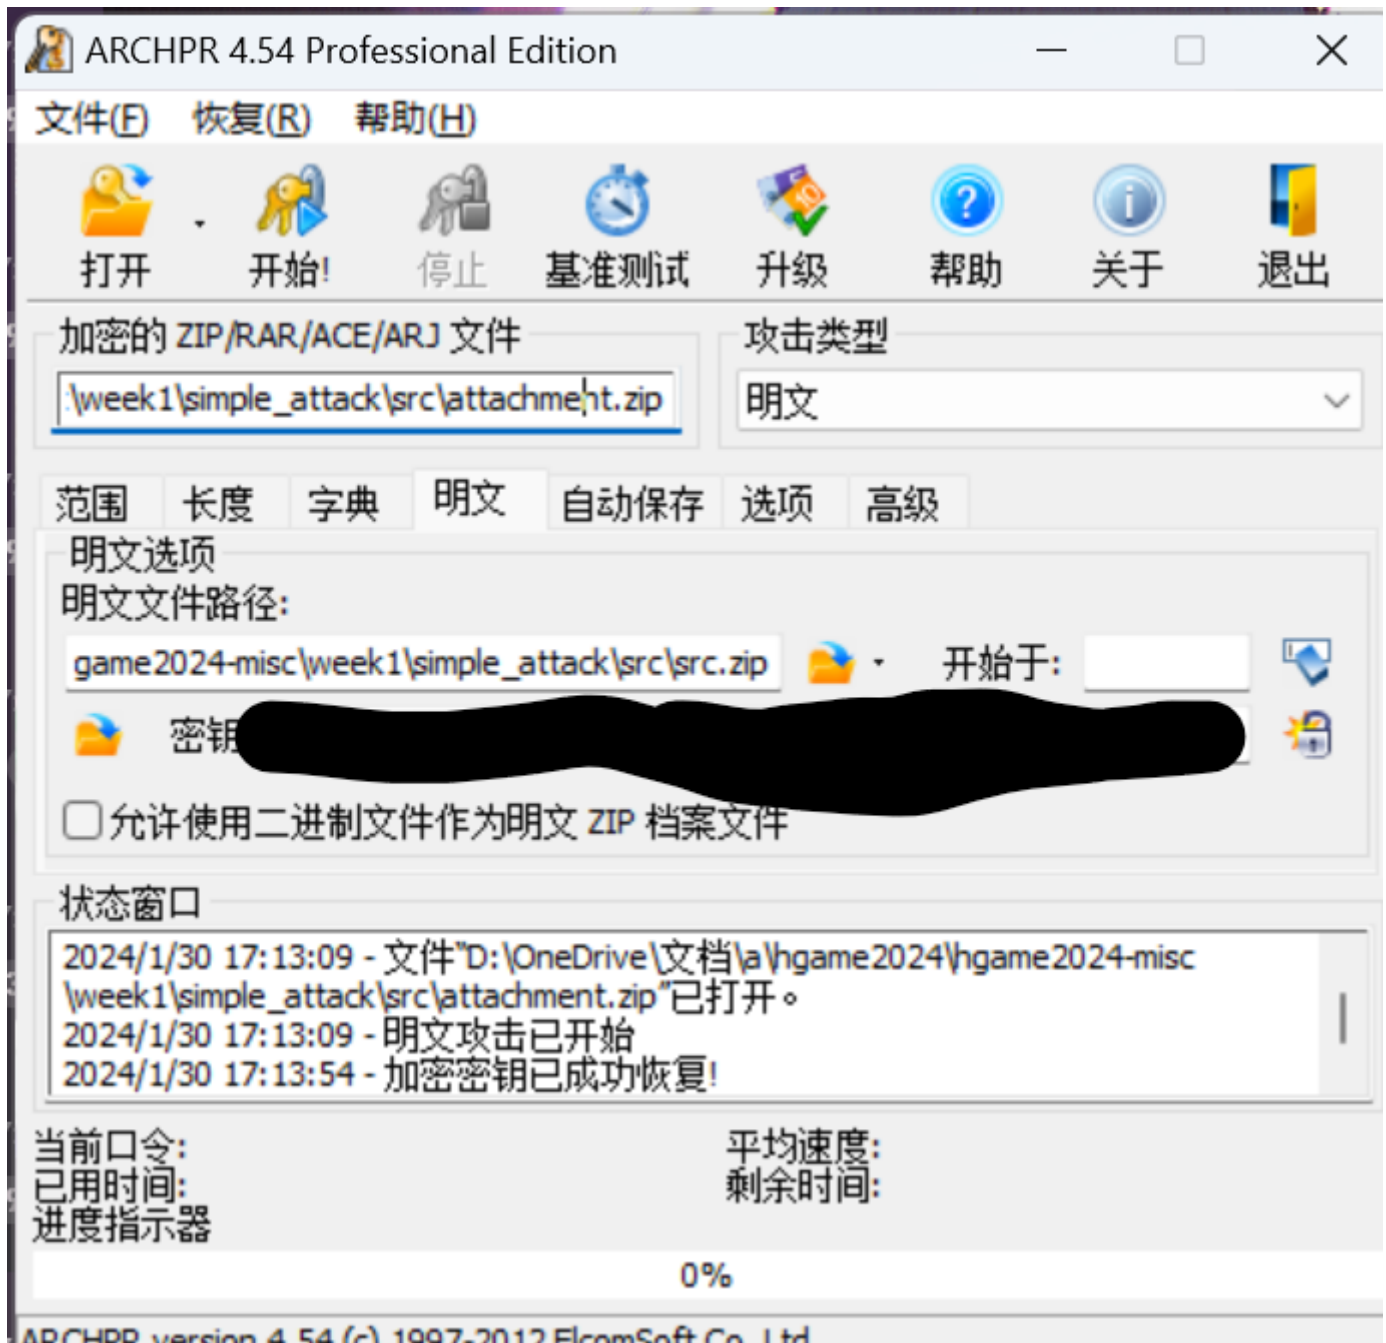 ARCHPR 4.54 Professional Edition
文件(F) 恢复(R) 帮助(H)
打开 开始! 停止 基准测试 升级 帮助 关于 退出
加密的 ZIP/RAR/ACE/ARJ 文件 攻击类型
:\week1\simple_attack\src\attachment.zip 明文
范围 长度 字典 明文 自动保存 选项 高级
明文选项
明文文件路径:
game2024-misc\week1\simple_attack\src\src.zip 开始于:
密钥
允许使用二进制文件作为明文 ZIP 档案文件
状态窗口
2024/1/30 17:13:09 - 文件"D:\OneDrive\文档\a\hgame2024\hgame2024-misc
\week1\simple_attack\src\attachment.zip"已打开。
2024/1/30 17:13:09 - 明文攻击已开始
2024/1/30 17:13:54 - 加密密钥已成功恢复!
当前口令: 平均速度:
已用时间: 剩余时间:
进度指示器
0%
ARCHPR version 4.54 (c) 1997-2012 ElcomSoft Co. Ltd.